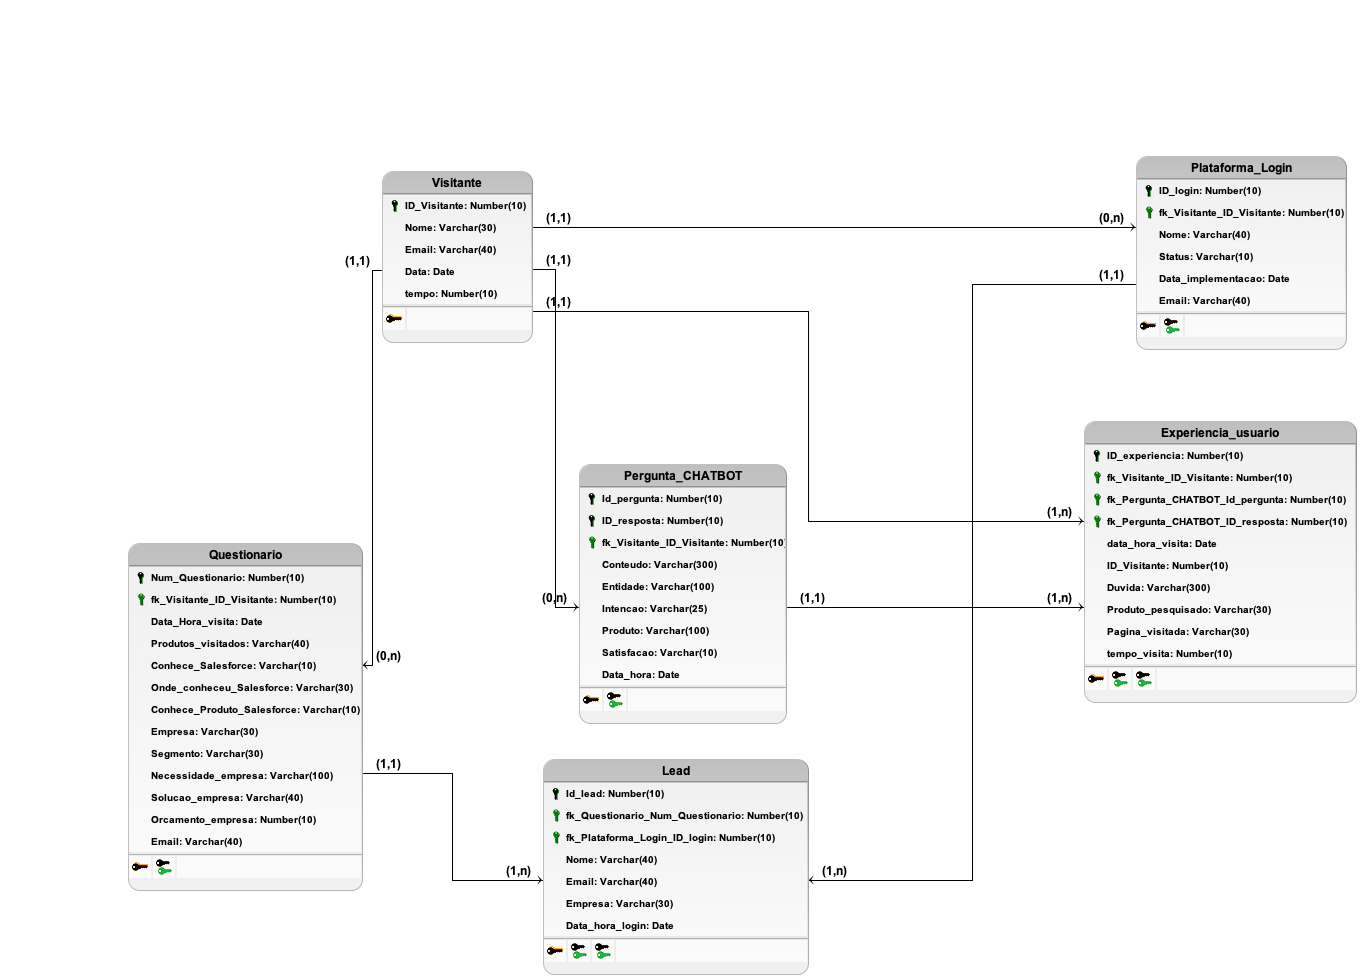 Visitante
ID_Visitante: Number(10)
Nome: Varchar(30)
Email: Varchar(40)
Data: Date
tempo: Number(10)
(1,1)
(1,1)
(1,1)
(1,1)
(0,n)
Plataforma_Login
ID_login: Number(10)
fk_Visitante_ID_Visitante: Number(10)
Nome: Varchar(40)
Status: Varchar(10)
Data_implementacao: Date
Email: Varchar(40)
(1,1)
Experiencia_usuario
ID_experiencia: Number(10)
fk_Visitante_ID_Visitante: Number(10)
fk_Pergunta_CHATBOT_Id_pergunta: Number(10)
fk_Pergunta_CHATBOT_ID_resposta: Number(10)
data_hora_visita: Date
ID_Visitante: Number(10)
Duvida: Varchar(300)
Produto_pesquisado: Varchar(30)
Pagina_visitada: Varchar(30)
tempo_visita: Number(10)
(1,n)
(1,n)
Pergunta_CHATBOT
Id_pergunta: Number(10)
ID_resposta: Number(10)
fk_Visitante_ID_Visitante: Number(10)
Conteudo: Varchar(300)
Entidade: Varchar(100)
Intencao: Varchar(25)
Produto: Varchar(100)
Satisfacao: Varchar(10)
Data_hora: Date
(0,n)
(1,1)
Questionario
Num_Questionario: Number(10)
fk_Visitante_ID_Visitante: Number(10)
Data_Hora_visita: Date
Produtos_visitados: Varchar(40)
Conhece_Salesforce: Varchar(10)
Onde_conheceu_Salesforce: Varchar(30)
Conhece_Produto_Salesforce: Varchar(10)
Empresa: Varchar(30)
Segmento: Varchar(30)
Necessidade_empresa: Varchar(100)
Solucao_empresa: Varchar(40)
Orcamento_empresa: Number(10)
Email: Varchar(40)
(0,n)
(1,1)
Lead
Id_lead: Number(10)
fk_Questionario_Num_Questionario: Number(10)
fk_Plataforma_Login_ID_login: Number(10)
Nome: Varchar(40)
Email: Varchar(40)
Empresa: Varchar(30)
Data_hora_login: Date
(1,n)
(1,n)